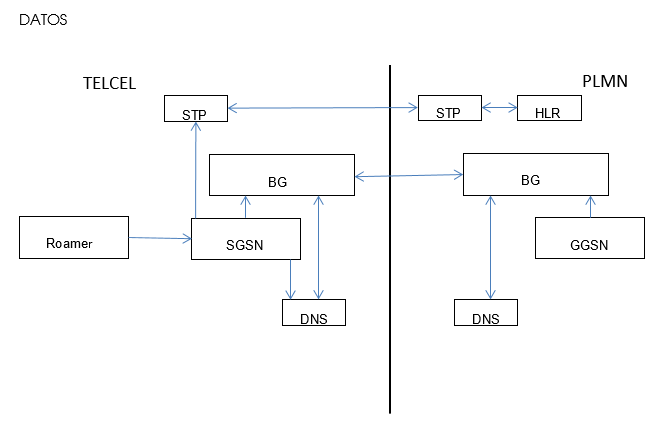 DATOS
TELCEL
PLMN
STP
STP
HLR
BG
BG
Roamer
SGSN
GGSN
DNS
DNS